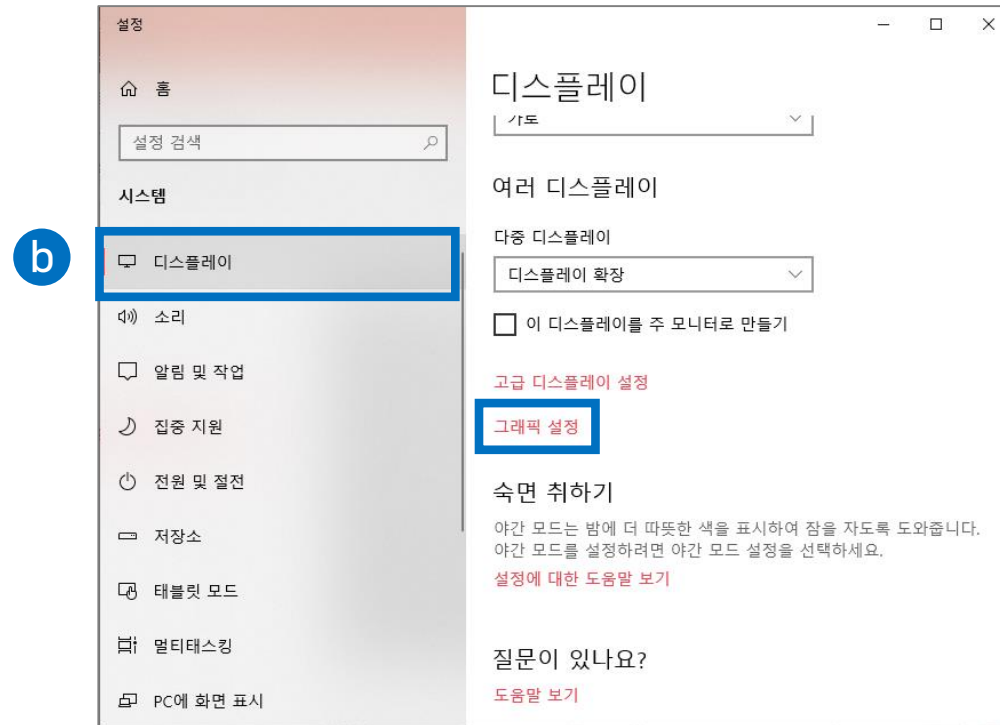 설정
홈
설정 검색
시스템
b
디스플레이
소리
알림 및 작업
집중 지원
전원 및 절전
저장소
태블릿 모드
멀티태스킹
PC에 화면 표시
디스플레이
가로
여러 디스플레이
다중 디스플레이
디스플레이 확장
이 디스플레이를 주 모니터로 만들기
고급 디스플레이 설정
그래픽 설정
숙면 취하기
야간 모드는 밤에 더 따뜻한 색을 표시하여 잠을 자도록 도와줍니다.
야간 모드를 설정하려면 야간 모드 설정을 선택하세요.
설정에 대한 도움말 보기
질문이 있나요?
도움말 보기